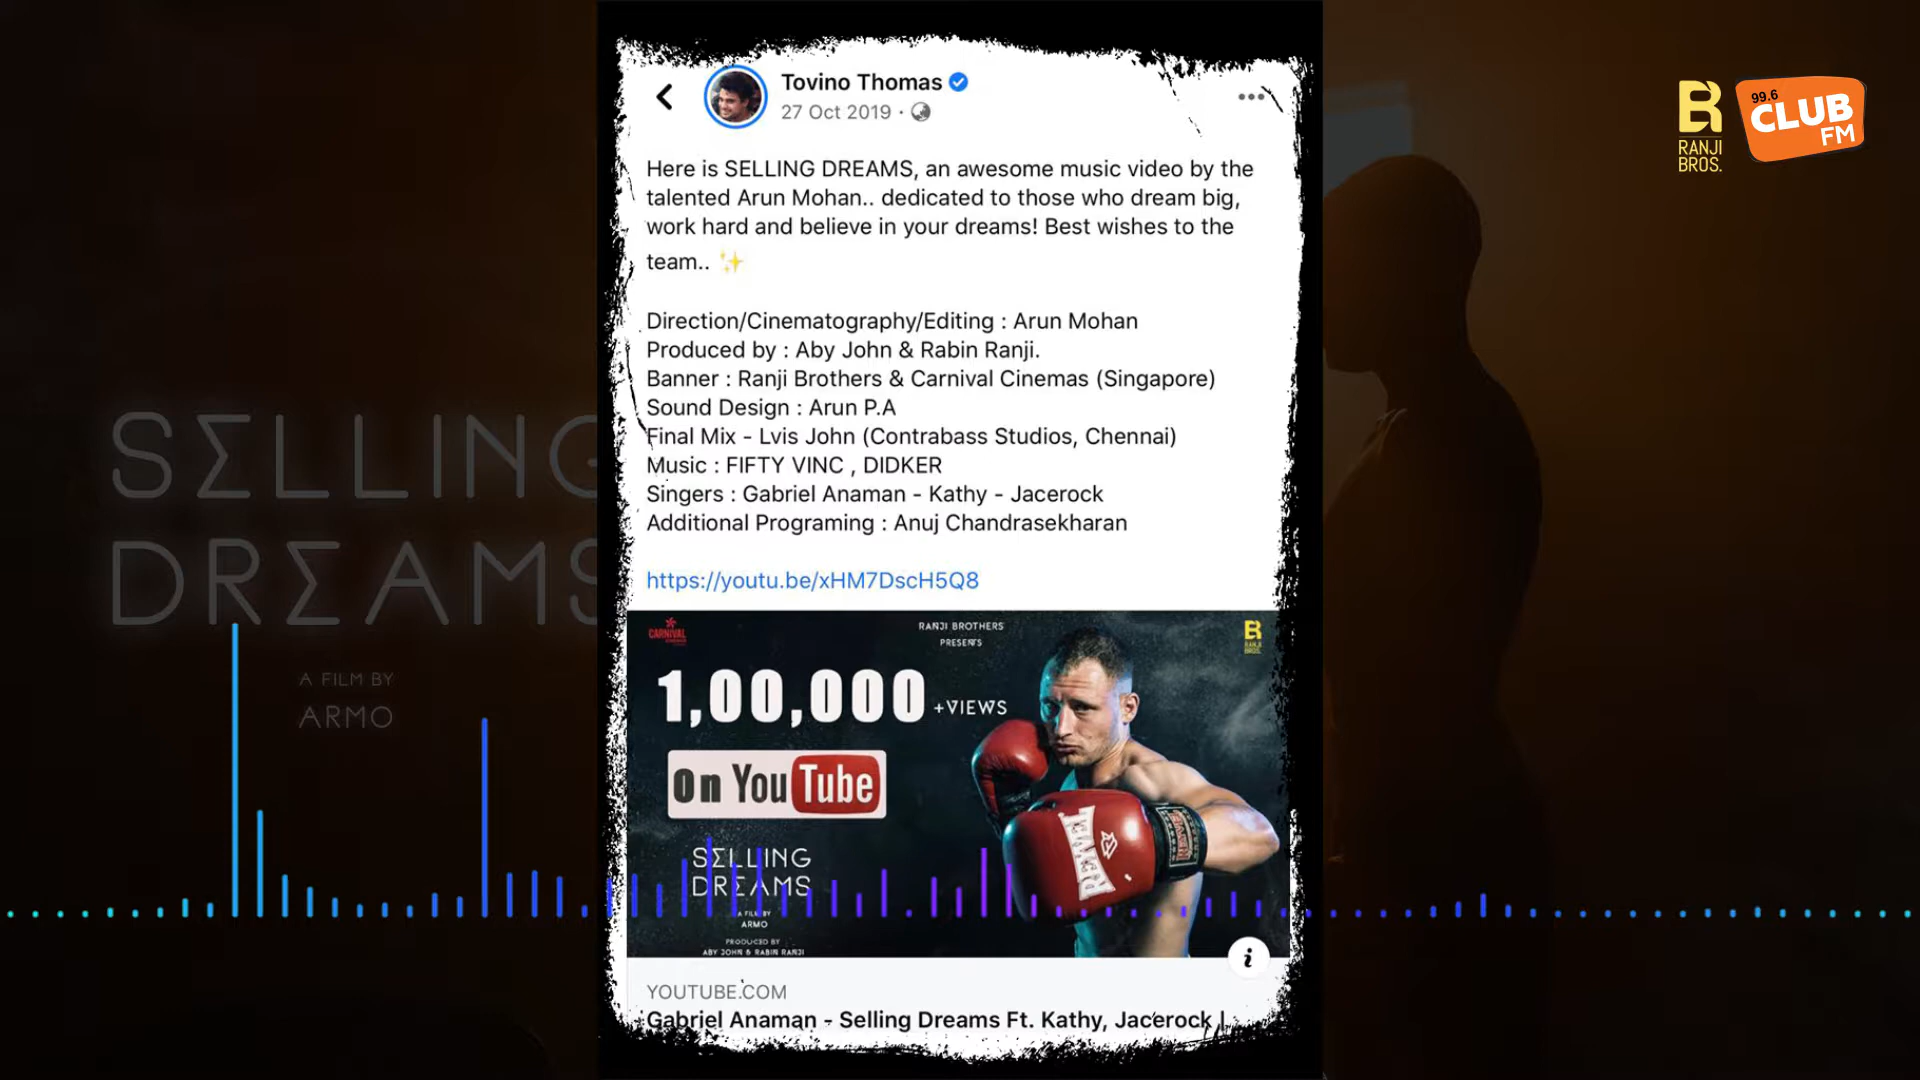 SΣLLING
DRΣAMS
A FILM BY
ARMO
Tovino Thomas
27 Oct 2019 ·
Here is SELLING DREAMS, an awesome music video by the
talented Arun Mohan.. dedicated to those who dream big,
work hard and believe in your dreams! Best wishes to the
team.. ✨
Direction/Cinematography/Editing : Arun Mohan
Produced by : Aby John & Rabin Ranji.
Banner : Ranji Brothers & Carnival Cinemas (Singapore)
Sound Design : Arun P.A
Final Mix - Lvis John (Contrabass Studios, Chennai)
Music : FIFTY VINC , DIDKER
Singers : Gabriel Anaman - Kathy - Jacerock
Additional Programing : Anuj Chandrasekharan
https://youtu.be/xHM7DscH5Q8
CARNIVAL
RANJI BROTHERS
PRESENTS
RANJI
BROS.
1,00,000 +VIEWS
On YouTube
SΣLLING
DRΣAMS
A FILM BY
ARMO
PRODUCED BY
ABY JOHN & RABIN RANJI
YOUTUBE.COM
Gabriel Anaman - Selling Dreams Ft. Kathy, Jacerock |
RANJI
BROS.
99.6
CLUB
FM